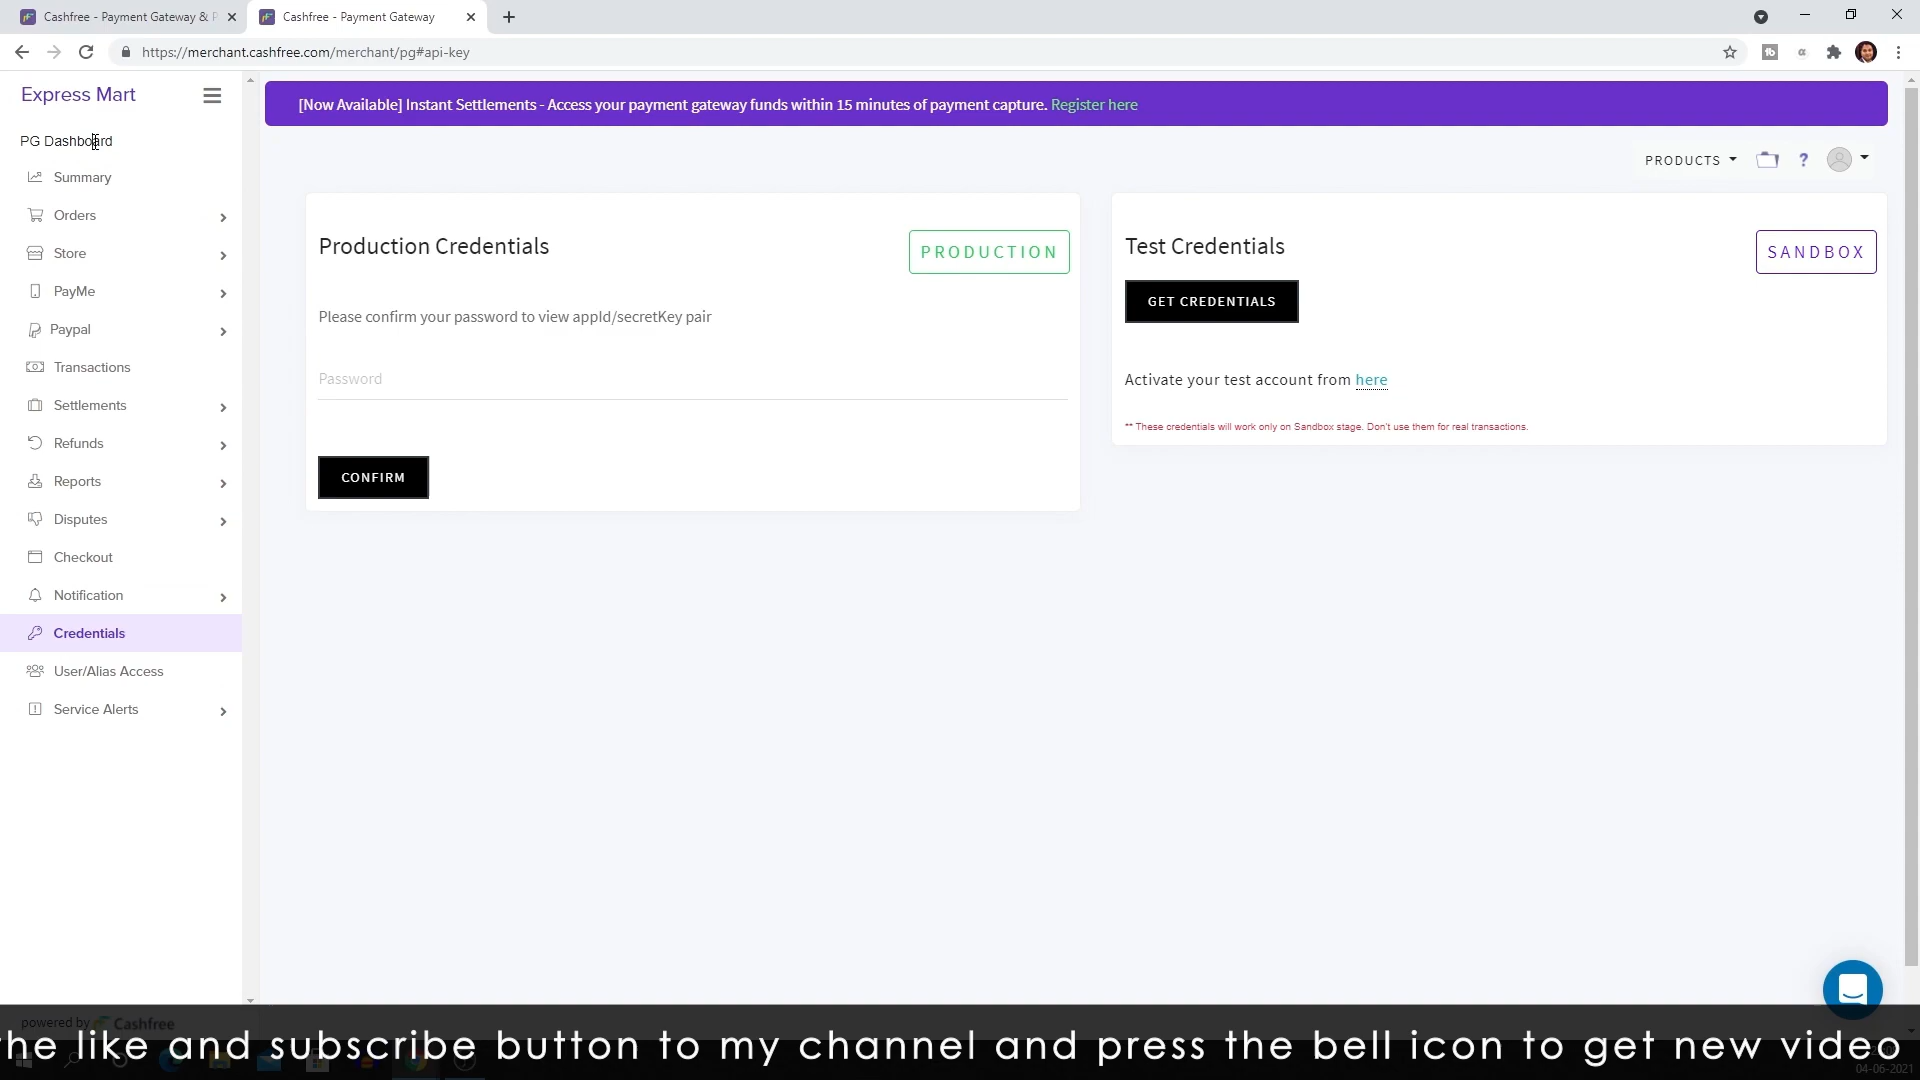 Cashfree - Payment Gateway & P
Cashfree - Payment Gateway
https://merchant.cashfree.com/merchant/pg#api-key
Express Mart
[Now Available] Instant Settlements - Access your payment gateway funds within 15 minutes of payment capture. Register here
PG Dashboard
PRODUCTS
?
Summary
Orders
Store
PayMe
Paypal
Transactions
Settlements
Refunds
Reports
Disputes
Checkout
Notification
Credentials
User/Alias Access
Service Alerts
Production Credentials
PRODUCTION
Please confirm your password to view appId/secretKey pair
Password
CONFIRM
Test Credentials
SANDBOX
GET CREDENTIALS
Activate your test account from here
** These credentials will work only on Sandbox stage. Don't use them for real transactions.
powered by Cashfree
he like and subscribe button to my channel and press the bell icon to get new video
04-06-2021